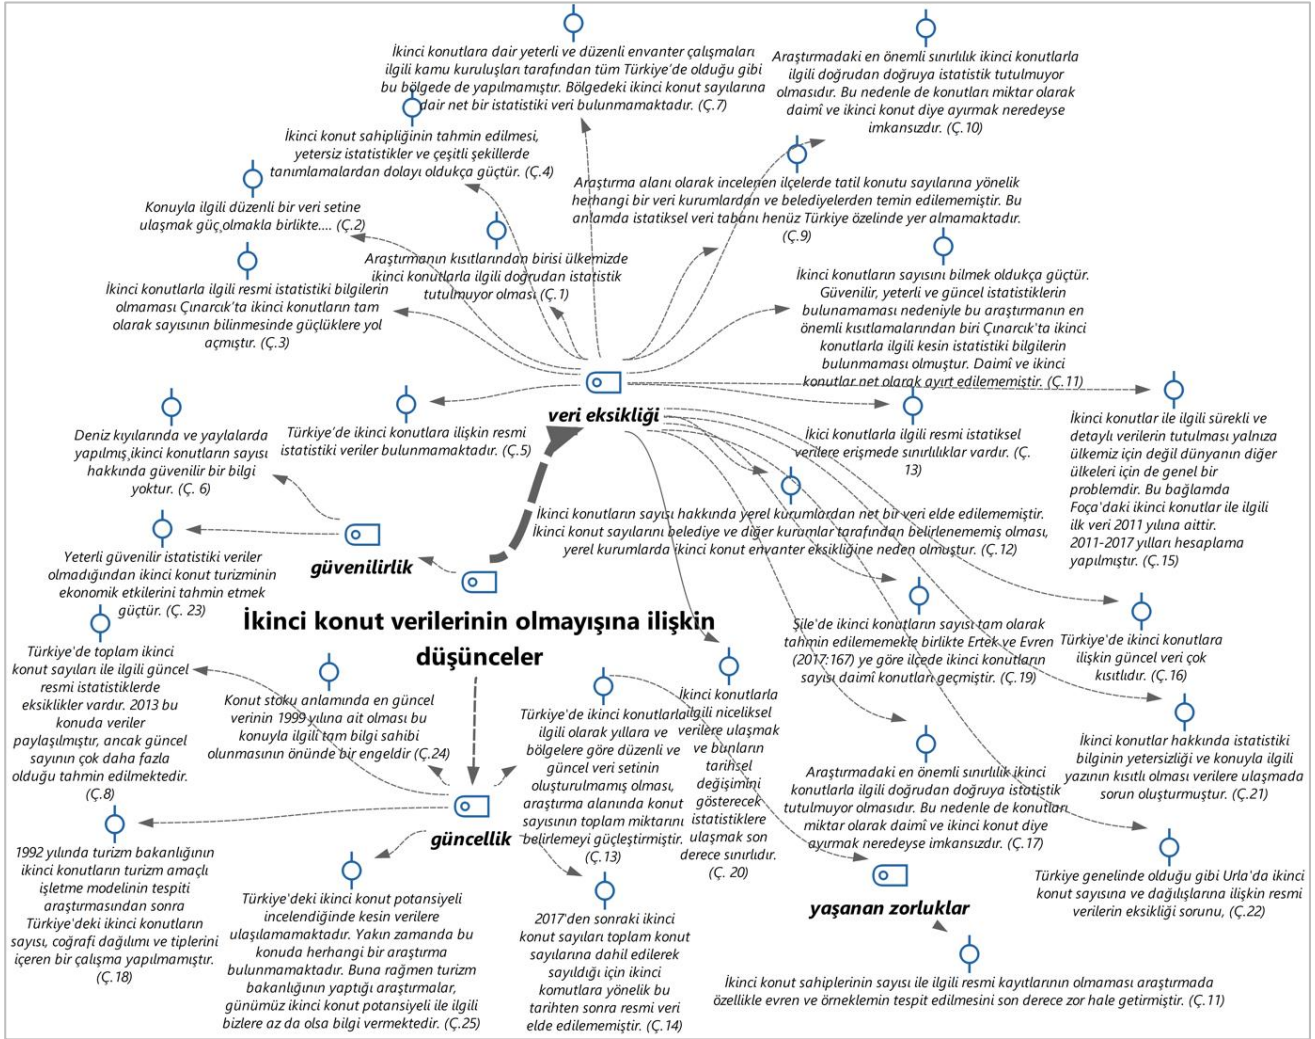 İkinci konutlara dair yeterli ve düzenli envanter çalışmaları
ilgili kamu kuruluşları tarafından tüm Türkiye'de olduğu gibi
bu bölgede de yapılmamıştır. Bölgedeki ikinci konut sayılarına
dair net bir istatistiki veri bulunmamaktadır. (Ç.7)
Araştırmadaki en önemli sınırlılık ikinci konutlarla
ilgili doğrudan doğruya istatistik tutulmuyor
olmasıdır. Bu nedenle de konutları miktar olarak
daimî ve ikinci konut diye ayırmak neredeyse
imkansızdır. (Ç.10)
İkinci konut sahipliğinin tahmin edilmesi,
yetersiz istatistikler ve çeşitli şekillerde
tanımlamalardan dolayı oldukça güçtür. (Ç.4)
Araştırma alanı olarak incelenen ilçelerde tatil konutu sayılarına yönelik
herhangi bir veri kurumlardan ve belediyelerden temin edilememiştir. Bu
anlamda istatiksel veri tabanı henüz Türkiye özelinde yer almamaktadır.
(Ç.9)
Konuyla ilgili düzenli bir veri setine
ulaşmak güç olmakla birlikte.... (Ç.2)
Araştırmanın kısıtlarından birisi ülkemizde
ikinci konutlarla ilgili doğrudan istatistik
tutulmuyor olması (Ç.1)
İkinci konutlarla ilgili resmi istatistiki bilgilerin
olmaması Çınarcık'ta ikinci konutların tam
olarak sayısının bilinmesinde güçlüklere yol
açmıştır. (Ç.3)
İkinci konutların sayısını bilmek oldukça güçtür.
Güvenilir, yeterli ve güncel istatistiklerin
bulunamaması nedeniyle bu araştırmanın en
önemli kısıtlamalarından biri Çınarcık'ta ikinci
konutlarla ilgili kesin istatistiki bilgilerin
bulunmaması olmuştur. Daimî ve ikinci
konutlar net olarak ayırt edilememiştir. (Ç.11)
veri eksikliği
Türkiye'de ikinci konutlara ilişkin resmi
istatistiki veriler bulunmamaktadır. (Ç.5)
İkici konutlarla ilgili resmi istatiksel
verilere erişmede sınırlılıklar vardır. (Ç.
13)
İkinci konutlar ile ilgili sürekli ve
detaylı verilerin tutulması yalnıza
ülkemiz için değil dünyanın diğer
ülkeleri için de genel bir
problemdir. Bu bağlamda
Foça'daki ikinci konutlar ile ilgili
ilk veri 2011 yılına aittir.
2011-2017 yılları hesaplama
yapılmıştır. (Ç.15)
Deniz kıyılarında ve yaylalarda
yapılmış ikinci konutların sayısı
hakkında güvenilir bir bilgi
yoktur. (Ç. 6)
İkinci konutların sayısı hakkında yerel kurumlardan net bir veri elde edilememiştir.
İkinci konut sayılarını belediye ve diğer kurumlar tarafından belirlenememiş olması,
yerel kurumlarda ikinci konut envanter eksikliğine neden olmuştur. (Ç.12)
güvenilirlik
Yeterli güvenilir istatistiki veriler
olmadığından ikinci konut turizminin
ekonomik etkilerini tahmin etmek
güçtür. (Ç. 23)
İkinci konut verilerinin olmayışına ilişkin
düşünceler
Şile'de ikinci konutların sayısı tam olarak
tahmin edilememekle birlikte Ertek ve Evren
(2017:167) ye göre ilçede ikinci konutların
sayısı daimî konutları geçmiştir. (Ç.19)
Türkiye'de ikinci konutlara
ilişkin güncel veri çok
kısıtlıdır. (Ç.16)
Türkiye'de toplam ikinci
konut sayıları ile ilgili güncel
resmi istatistiklerde
eksiklikler vardır. 2013 bu
konuda veriler
paylaşılmıştır, ancak güncel
sayının çok daha fazla
olduğu tahmin edilmektedir.
(Ç.8)
Konut stoku anlamında en güncel
verinin 1999 yılına ait olması bu
konuyla ilgili tam bilgi sahibi
olunmasının önünde bir engeldir (Ç.24)
Türkiye'de ikinci konutlarla
ilgili olarak yıllara ve
bölgelere göre düzenli ve
güncel veri setinin
oluşturulmamış olması,
araştırma alanında konut
sayısının toplam miktarını
belirlemeyi güçleştirmiştir.
(Ç.13)
İkinci konutlarla
ilgili niceliksel
verilere ulaşmak
ve bunların
tarihsel
değişimini
gösterecek
istatistiklere
ulaşmak son
derece sınırlıdır.
(Ç. 20)
İkinci konutlar hakkında istatistiki
bilginin yetersizliği ve konuyla ilgili
yazının kısıtlı olması verilere ulaşmada
sorun oluşturmuştur. (Ç.21)
Araştırmadaki en önemli sınırlılık ikinci
konutlarla ilgili doğrudan doğruya istatistik
tutulmuyor olmasıdır. Bu nedenle de konutları
miktar olarak daimî ve ikinci konut diye
ayırmak neredeyse imkansızdır. (Ç.17)
güncellik
1992 yılında turizm bakanlığının
ikinci konutların turizm amaçlı
işletme modelinin tespiti
araştırmasından sonra
Türkiye'deki ikinci konutların
sayısı, coğrafi dağılımı ve tiplerini
içeren bir çalışma yapılmamıştır.
(Ç.18)
Türkiye genelinde olduğu gibi Urla'da ikinci
konut sayısına ve dağılışlarına ilişkin resmi
verilerin eksikliği sorunu, (Ç.22)
Türkiye'deki ikinci konut potansiyeli
incelendiğinde kesin verilere
ulaşılamamaktadır. Yakın zamanda bu
konuda herhangi bir araştırma
bulunmamaktadır. Buna rağmen turizm
bakanlığının yaptığı araştırmalar,
günümüz ikinci konut potansiyeli ile ilgili
bizlere az da olsa bilgi vermektedir. (Ç.25)
2017'den sonraki ikinci
konut sayıları toplam konut
sayılarına dahil edilerek
sayıldığı için ikinci
komutlara yönelik bu
tarihten sonra resmi veri
elde edilememiştir. (Ç.14)
yaşanan zorluklar
İkinci konut sahiplerinin sayısı ile ilgili resmi kayıtlarının olmaması araştırmada
özellikle evren ve örneklemin tespit edilmesini son derece zor hale getirmiştir. (Ç.11)